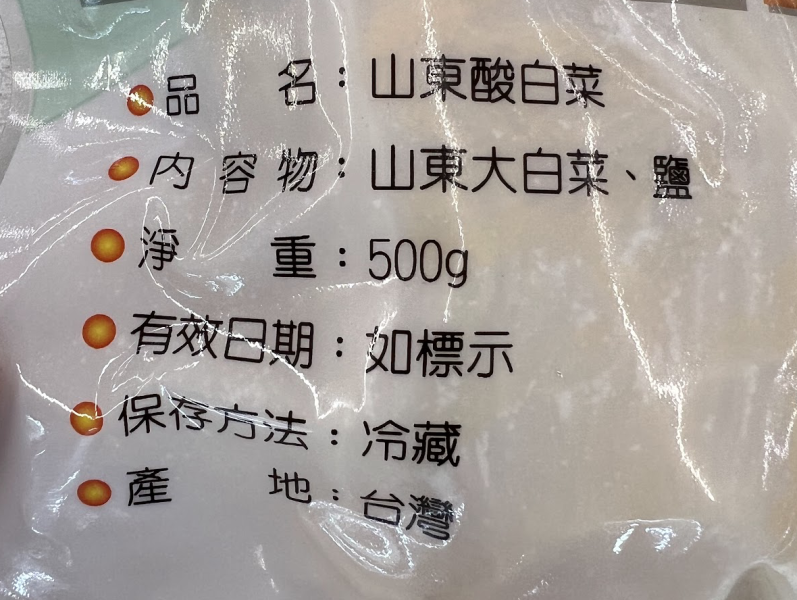 品名：山東酸白菜
內容物：山東大白菜、鹽
淨重：500g
有效日期：如標示
保存方法：冷藏
產地：台灣